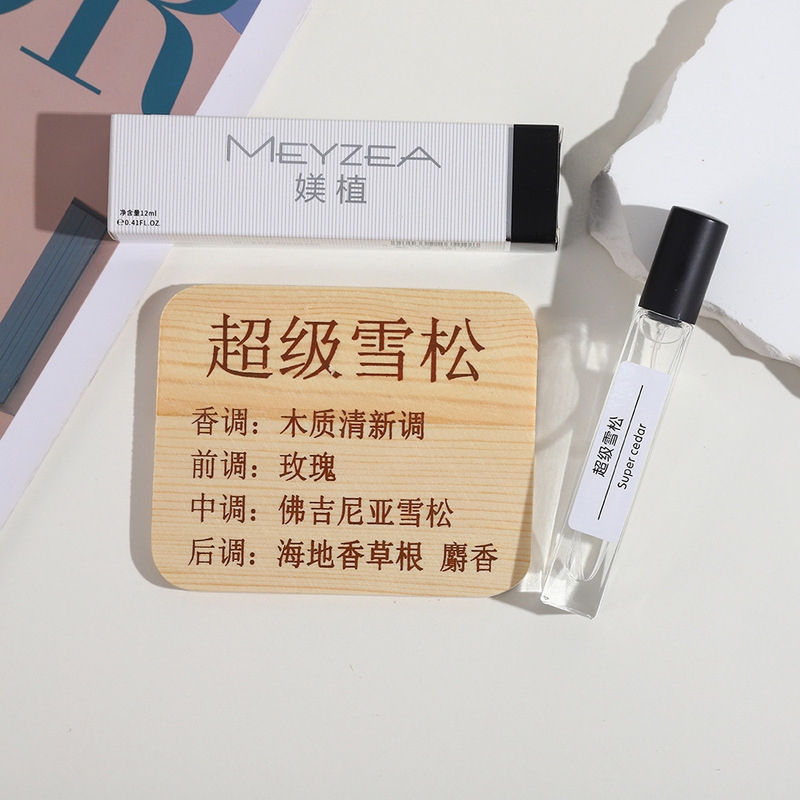 MEYZEA
媄植
净含量12ml
℮0.41FL.OZ.
超级雪松
香调：木质清新调
前调：玫瑰
中调：佛吉尼亚雪松
后调：海地香草根 麝香
超级雪松
Super cedar